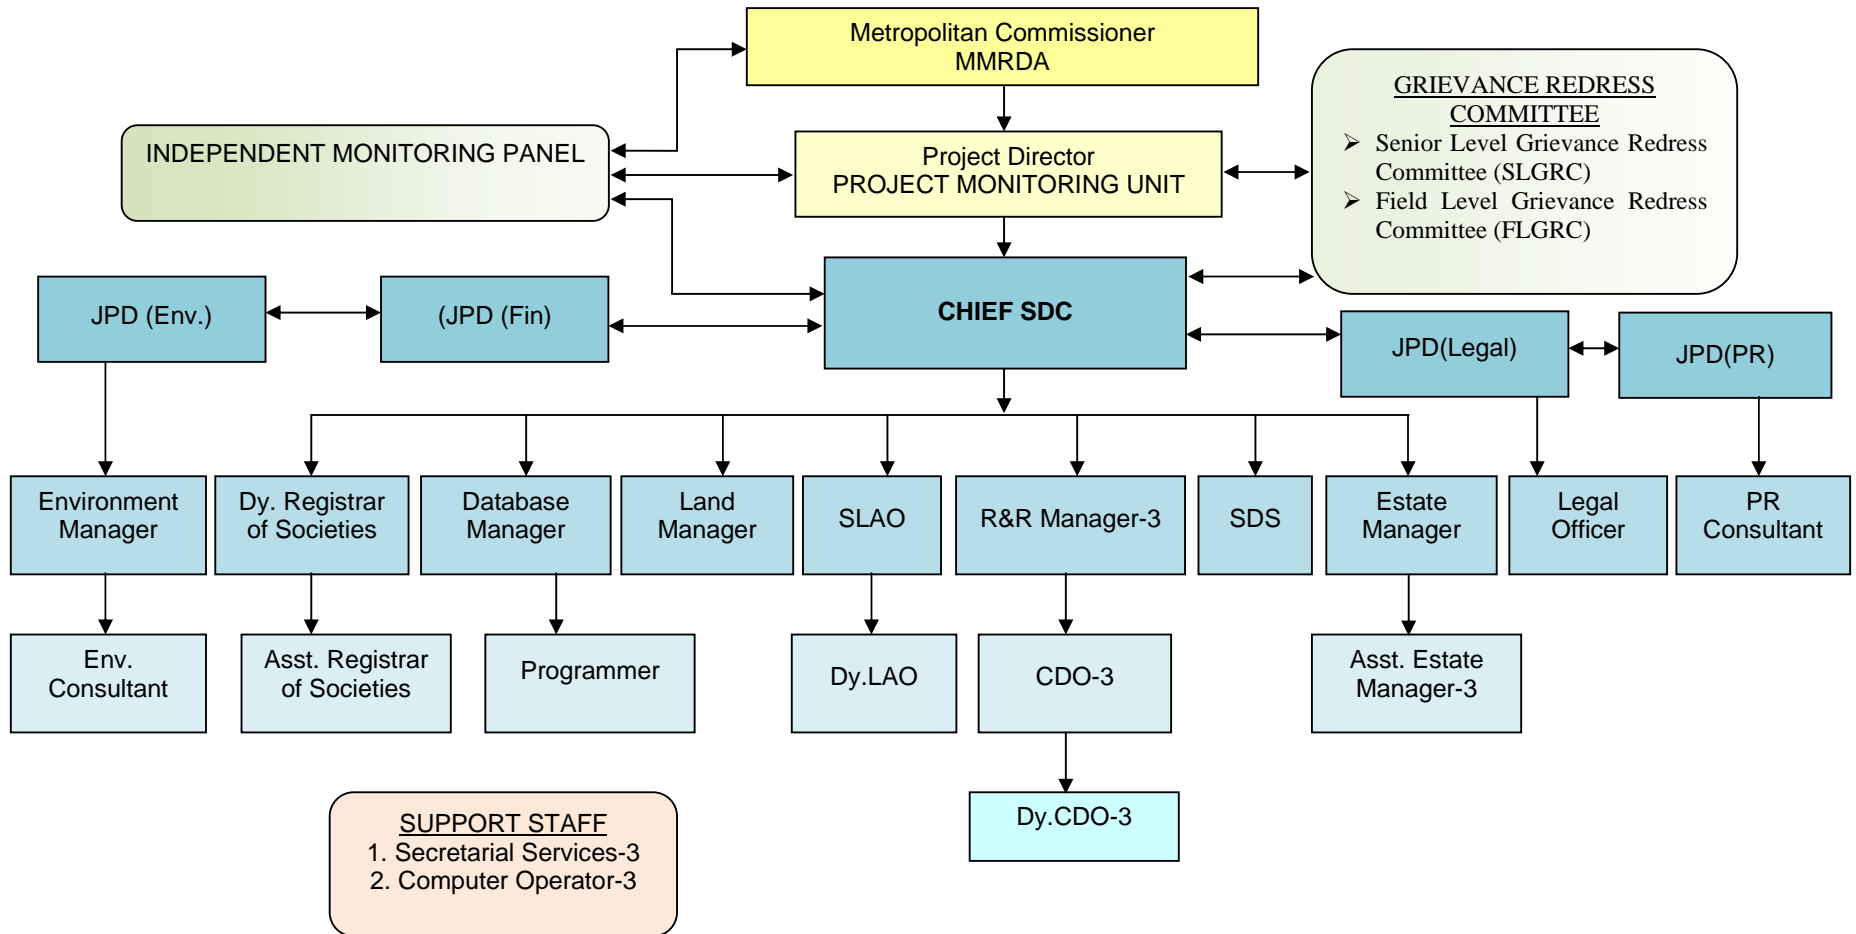 Metropolitan Commissioner
MMRDA
GRIEVANCE REDRESS
COMMITTEE
➢ Senior Level Grievance Redress
Committee (SLGRC)
➢ Field Level Grievance Redress
Committee (FLGRC)
INDEPENDENT MONITORING PANEL
Project Director
PROJECT MONITORING UNIT
JPD (Env.)
(JPD (Fin)
CHIEF SDC
JPD(Legal)
JPD(PR)
Environment
Manager
Dy. Registrar
of Societies
Database
Manager
Land
Manager
SLAO
R&R Manager-3
SDS
Estate
Manager
Legal
Officer
PR
Consultant
Env.
Consultant
Asst. Registrar
of Societies
Programmer
Dy.LAO
CDO-3
Asst. Estate
Manager-3
Dy.CDO-3
SUPPORT STAFF
1. Secretarial Services-3
2. Computer Operator-3